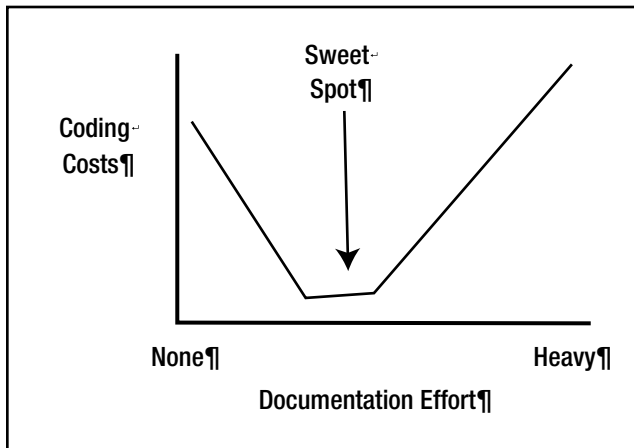 Sweet↵
Spot¶
Coding↵
Costs¶
None¶
Heavy¶
Documentation Effort¶